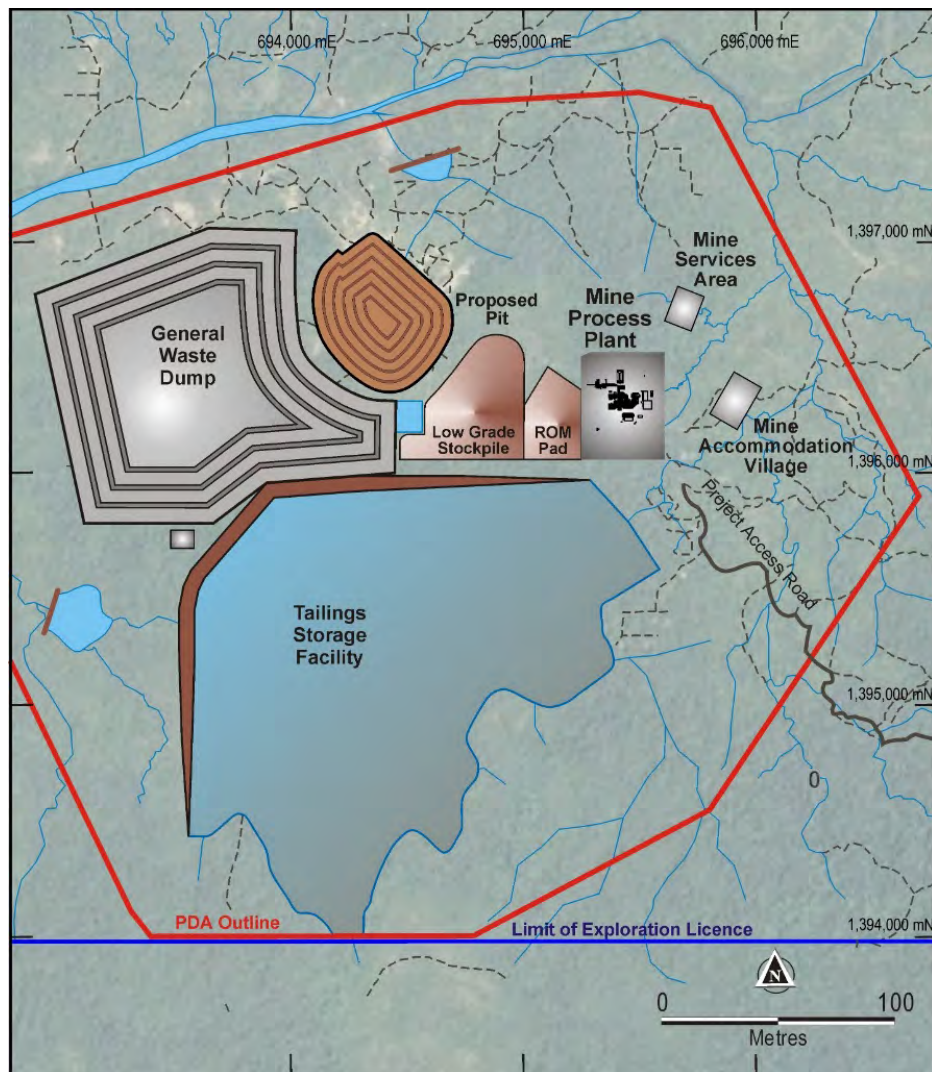 694,000 mE
695,000 mE
696,000 mE
1,397,000 mN
Mine
Services
Area
Proposed
Pit
Mine
Process
Plant
General
Waste
Dump
Low Grade
Stockpile
ROM
Pad
Mine
Accommodation
Village
1,396,000 mN
Project Access Road
Tailings
Storage
Facility
1,395,000 mN
0
PDA Outline
Limit of Exploration Licence
1,394,000 mN
N
0
100
Metres